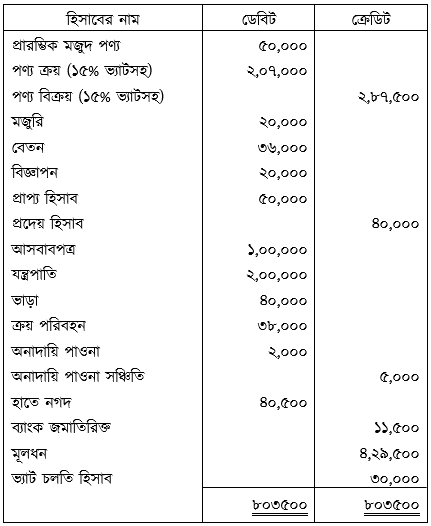 হিসাবের নাম ডেবিট ক্রেডিট
প্রারম্ভিক মজুদ পণ্য ৫০,০০০
পণ্য ক্রয় (১৫% ভ্যাটসহ) ২,০৭,০০০
পণ্য বিক্রয় (১৫% ভ্যাটসহ) ২,৮৭,৫০০
মজুরি ২০,০০০
বেতন ৩৬,০০০
বিজ্ঞাপন ২০,০০০
প্রাপ্য হিসাব ৫০,০০০
প্রদেয় হিসাব ৪০,০০০
আসবাবপত্র ১,০০,০০০
যন্ত্রপাতি ২,০০,০০০
ভাড়া ৪০,০০০
ক্রয় পরিবহন ৩৮,০০০
অনাদায়ি পাওনা ২,০০০
অনাদায়ি পাওনা সঞ্চিতি ৫,০০০
হাতে নগদ ৪০,৫০০
ব্যাংক জমাতিরিক্ত ১১,৫০০
মূলধন ৪,২৯,৫০০
ভ্যাট চলতি হিসাব ৩০,০০০
৮০৩৫০০ ৮০৩৫০০